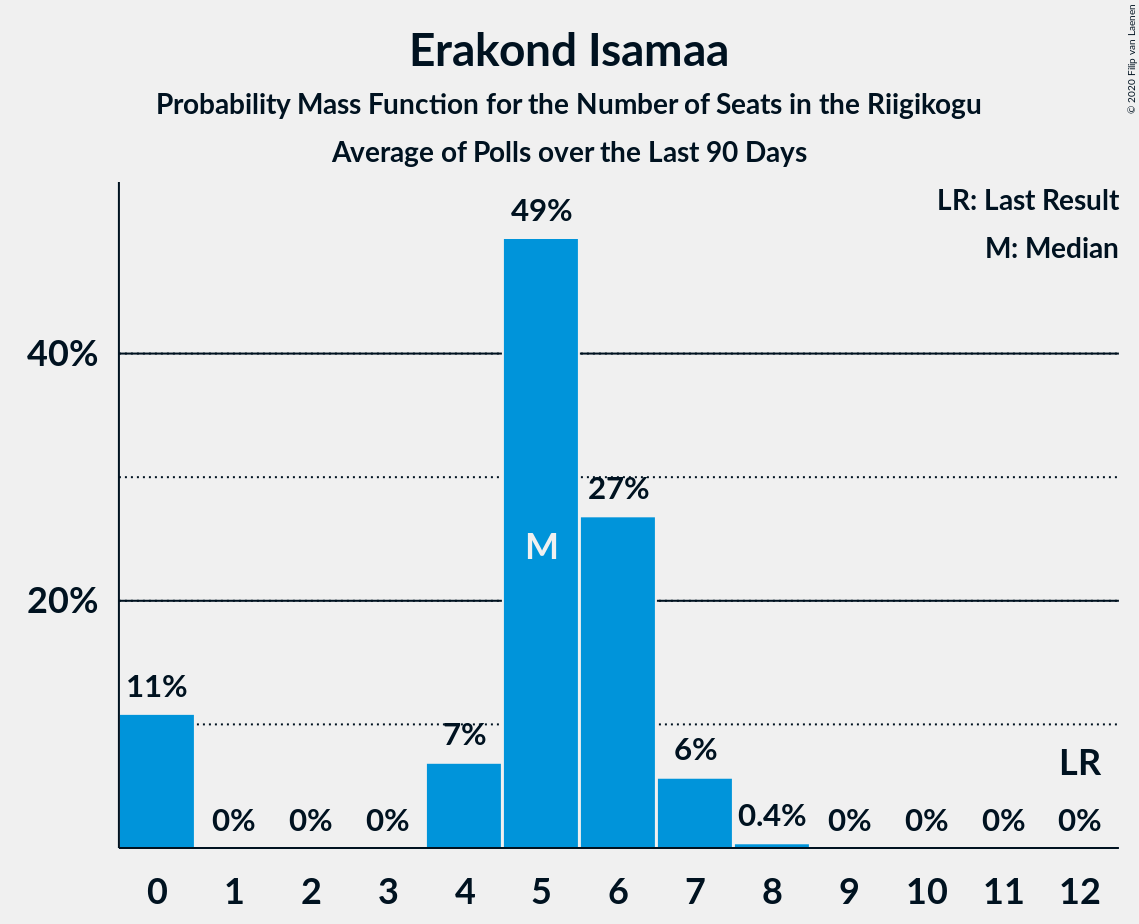 Erakond Isamaa
Probability Mass Function for the Number of Seats in the Riigikogu
Average of Polls over the Last 90 Days
© 2020 Filip van Laenen
LR: Last Result
M: Median
40%
20%
11%
0%
0%
0%
7%
49%
M
27%
6%
0.4%
0%
0%
0%
LR
0%
0 1 2 3 4 5 6 7 8 9 10 11 12